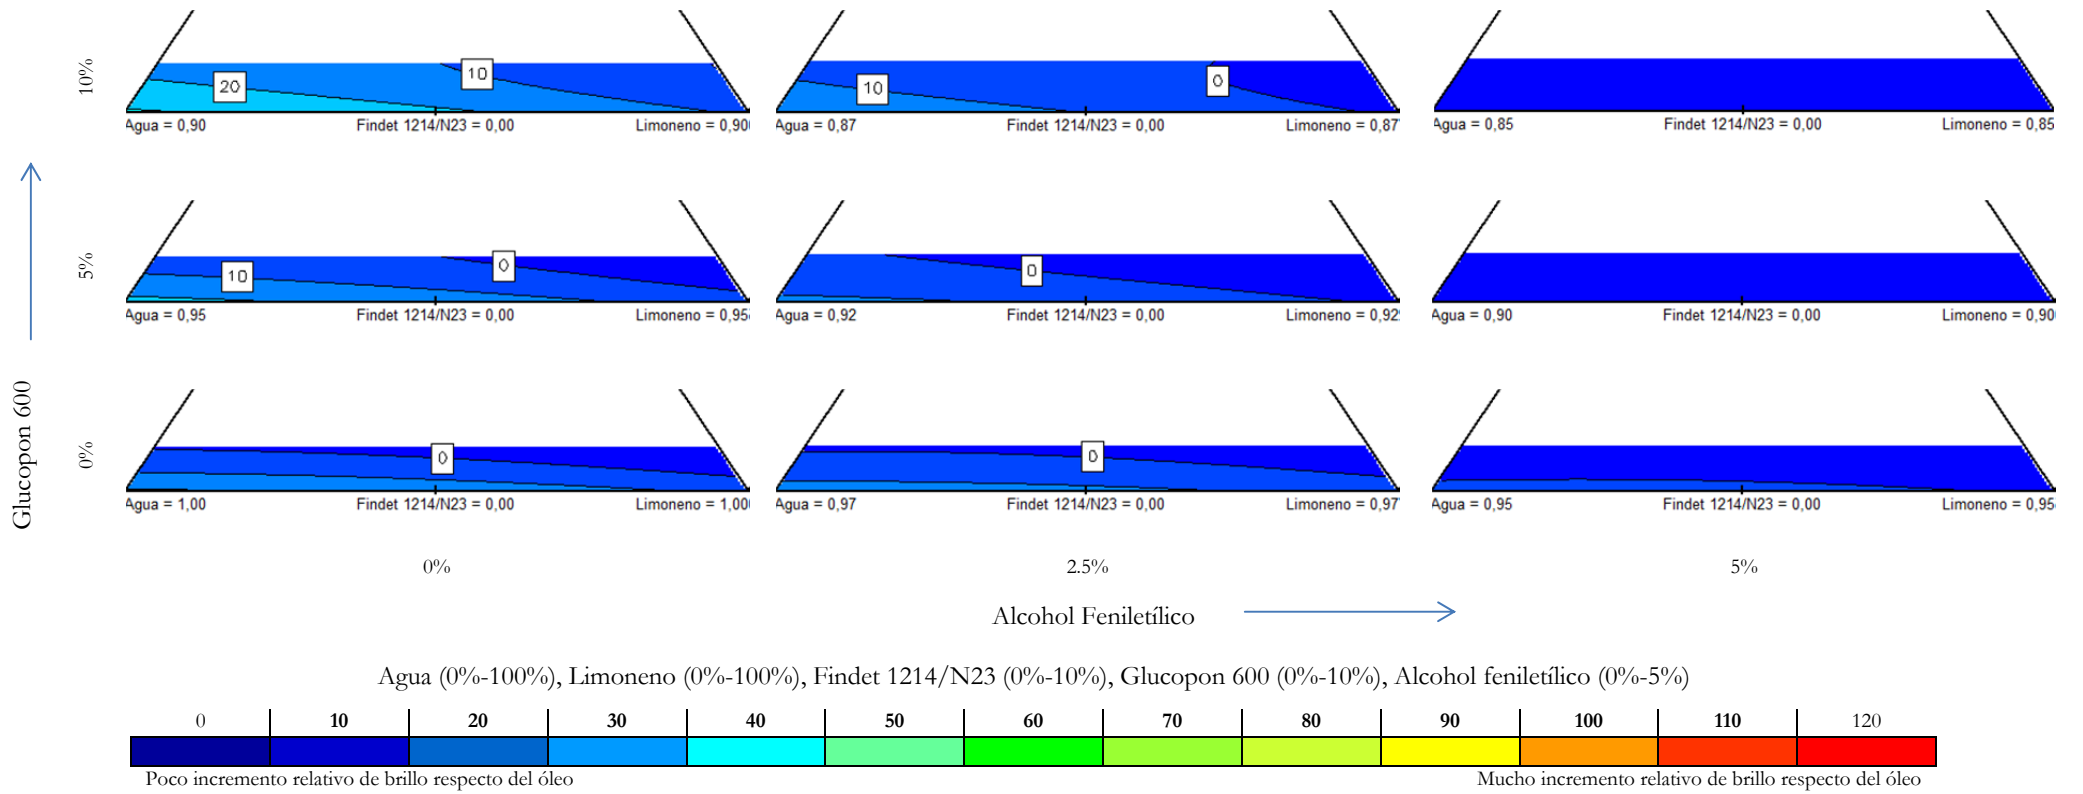 10%
20
10
10
0
Agua = 0,90 Findet 1214/N23 = 0,00 Limoneno = 0,90
Agua = 0,87 Findet 1214/N23 = 0,00 Limoneno = 0,87
Agua = 0,85 Findet 1214/N23 = 0,00 Limoneno = 0,85
5%
10
0
0
Agua = 0,95 Findet 1214/N23 = 0,00 Limoneno = 0,95
Agua = 0,92 Findet 1214/N23 = 0,00 Limoneno = 0,92
Agua = 0,90 Findet 1214/N23 = 0,00 Limoneno = 0,90
Glucopon 600
0%
0
0
Agua = 1,00 Findet 1214/N23 = 0,00 Limoneno = 1,00
Agua = 0,97 Findet 1214/N23 = 0,00 Limoneno = 0,97
Agua = 0,95 Findet 1214/N23 = 0,00 Limoneno = 0,95
0% 2.5% 5%
Alcohol Feniletílico
Agua (0%-100%), Limoneno (0%-100%), Findet 1214/N23 (0%-10%), Glucopon 600 (0%-10%), Alcohol feniletílico (0%-5%)
0 10 20 30 40 50 60 70 80 90 100 110 120
Poco incremento relativo de brillo respecto del óleo
Mucho incremento relativo de brillo respecto del óleo